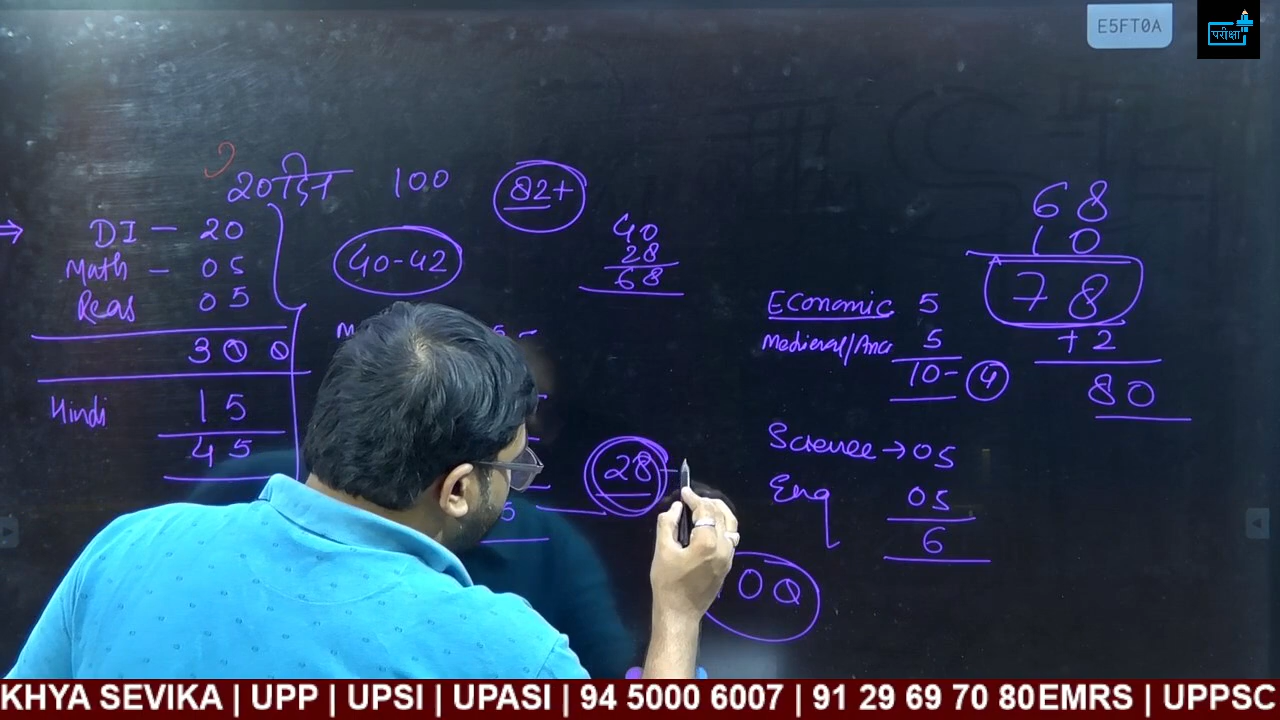 E5FT0A
परीक्षा
20 दिन 100 82+
⇒ DI - 20
Math - 05
Reas 05
300
Hindi 15
45
40-42
40
28
68
28
Economic 5
Medieval/Anc 5
10 - 4
Science → 05
Eng 05
6
00
68
10
78
+2
80
KHYA SEVIKA | UPP | UPSI | UPASI | 94 5000 6007 | 91 29 69 70 80EMRS | UPPSC